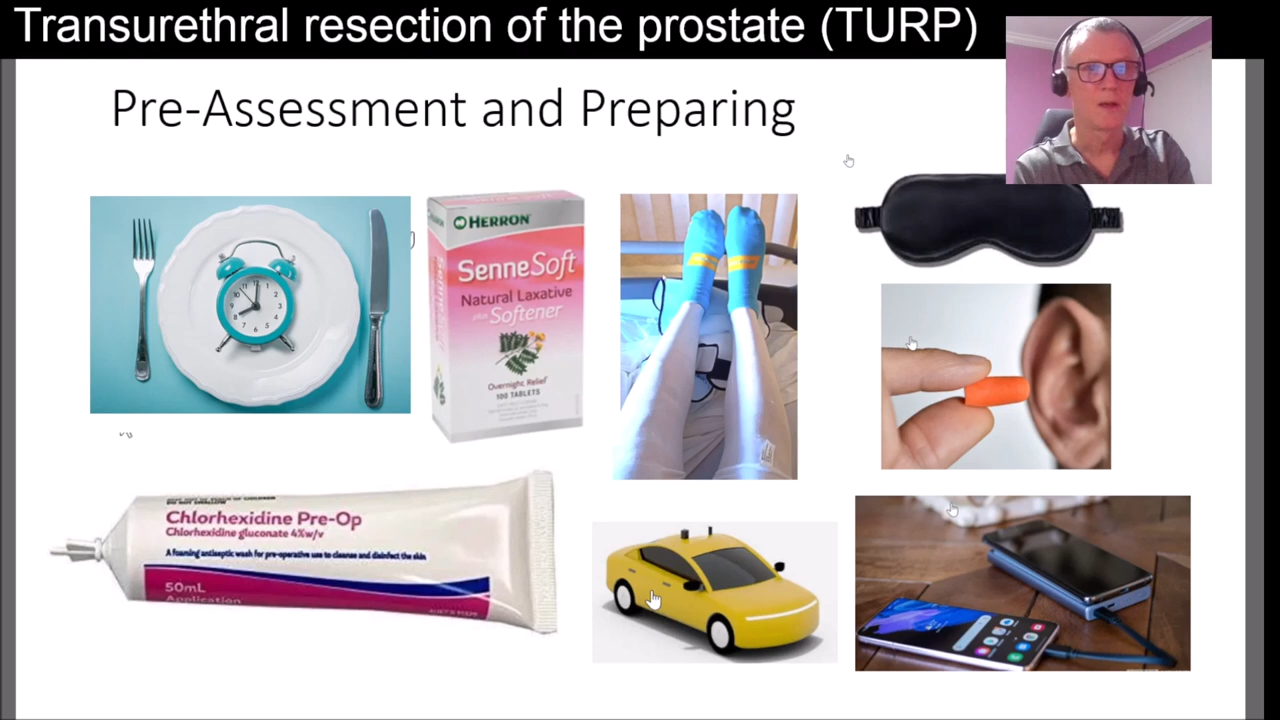 Transurethral resection of the prostate (TURP)
Pre-Assessment and Preparing
HERRON
SenneSoft
Natural Laxative
plus Softener
Overnight Relief
100 TABLETS
Chlorhexidine Pre-Op
Chlorhexidine gluconate 4%w/v
A foaming antiseptic wash for pre-operative use to cleanse and disinfect the skin
50mL
Application